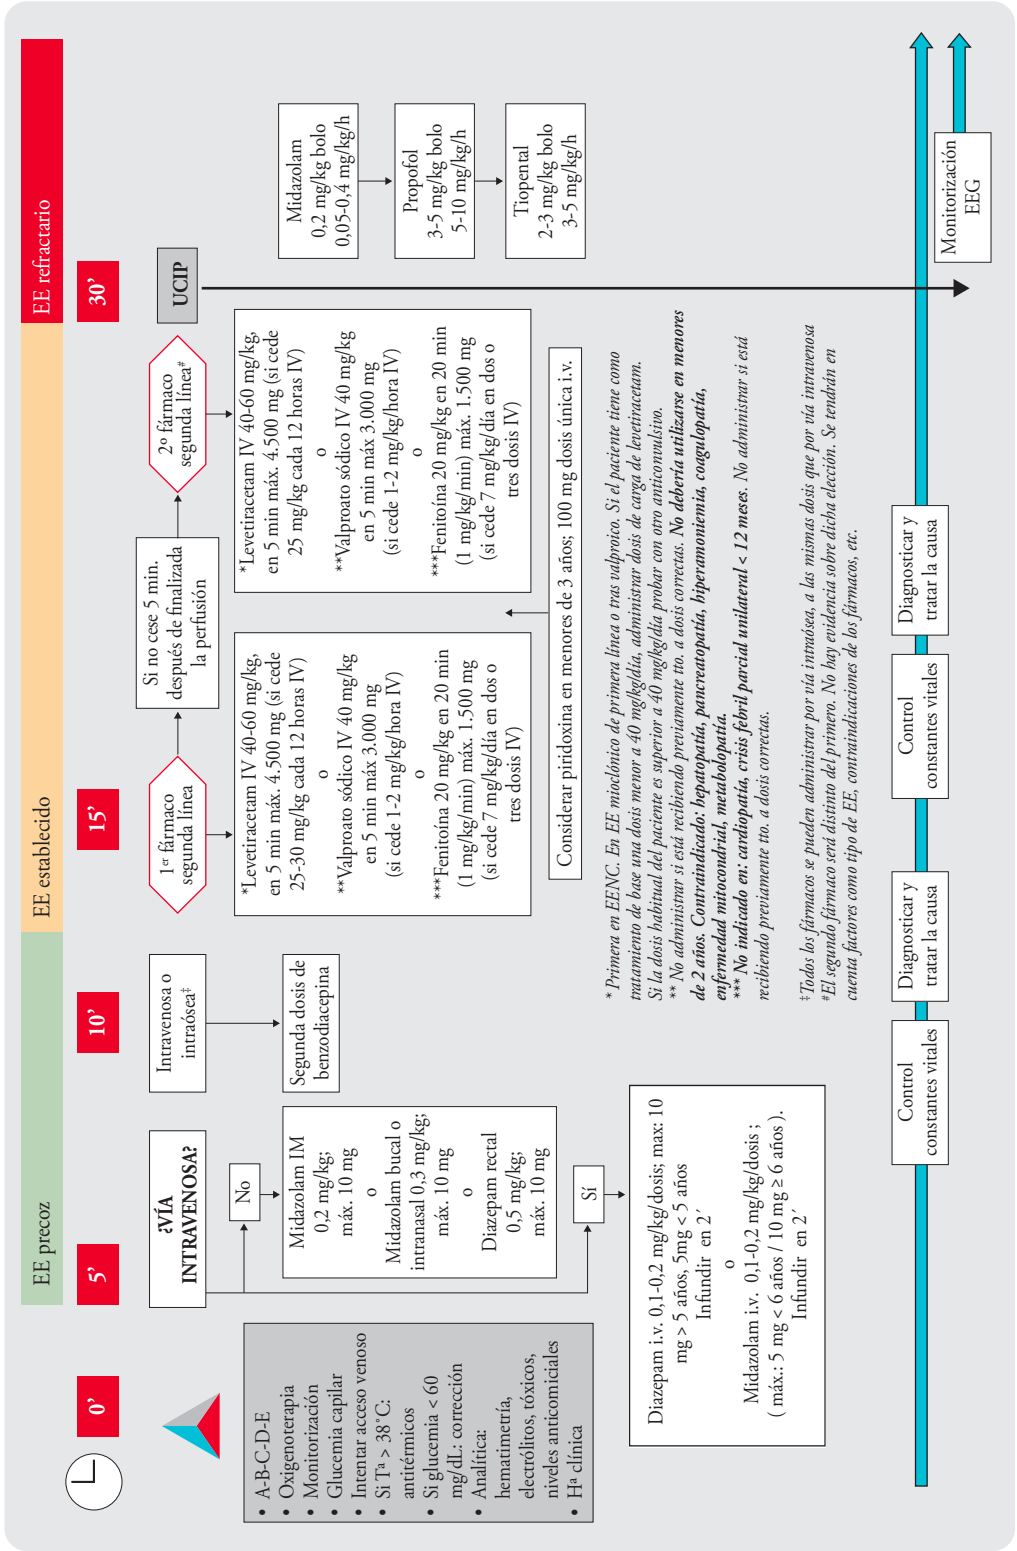 EE precoz
EE establecido
EE refractario
0’
5’
10’
15’
30’
• A-B-C-D-E
• Oxigenoterapia
• Monitorización
• Glucemia capilar
• Intentar acceso venoso
• Si Tª > 38˚C:
antitérmicos
• Si glucemia < 60
mg/dL: corrección
• Analítica:
hematimetría,
electrólitos, tóxicos,
niveles anticomiciales
• Hª clínica
¿VÍA
INTRAVENOSA?
No
Midazolam IM
0,2 mg/kg;
máx. 10 mg
o
Midazolam bucal o
intranasal 0,3 mg/kg;
máx. 10 mg
o
Diazepam rectal
0,5 mg/kg;
máx. 10 mg
Sí
Diazepam i.v. 0,1-0,2 mg/kg/dosis; max: 10
mg > 5 años, 5mg < 5 años
Infundir en 2´
o
Midazolam i.v. 0,1-0,2 mg/kg/dosis ;
( máx.: 5 mg < 6 años / 10 mg ≥ 6 años ).
Infundir en 2´
Intravenosa o
intraósea‡
Segunda dosis de
benzodiacepina
1er fármaco
segunda línea
*Levetiracetam IV 40-60 mg/kg,
en 5 min máx. 4.500 mg (si cede
25-30 mg/kg cada 12 horas IV)
o
**Valproato sódico IV 40 mg/kg
en 5 min máx 3.000 mg
(si cede 1-2 mg/kg/hora IV)
o
***Fenitoína 20 mg/kg en 20 min
(1 mg/kg/min) máx. 1.500 mg
(si cede 7 mg/kg/día en dos o
tres dosis IV)
Si no cese 5 min.
después de finalizada
la perfusión
2º fármaco
segunda línea#
*Levetiracetam IV 40-60 mg/kg,
en 5 min máx. 4.500 mg (si cede
25 mg/kg cada 12 horas IV)
o
**Valproato sódico IV 40 mg/kg
en 5 min máx 3.000 mg
(si cede 1-2 mg/kg/hora IV)
o
***Fenitoína 20 mg/kg en 20 min
(1 mg/kg/min) máx. 1.500 mg
(si cede 7 mg/kg/día en dos o
tres dosis IV)
Considerar piridoxina en menores de 3 años; 100 mg dosis única i.v.
UCIP
Midazolam
0,2 mg/kg bolo
0,05-0,4 mg/kg/h
Propofol
3-5 mg/kg bolo
5-10 mg/kg/h
Tiopental
2-3 mg/kg bolo
3-5 mg/kg/h
* Primera en EENC. En EE mioclónico de primera línea o tras valproico. Si el paciente tiene como
tratamiento de base una dosis menor a 40 mg/kg/día, administrar dosis de carga de levetiracetam.
Si la dosis habitual del paciente es superior a 40 mg/kg/día probar con otro anticonvulsivo.
** No administrar si está recibiendo previamente tto. a dosis correctas. No debería utilizarse en menores
de 2 años. Contraindicado: hepatopatía, pancreatopatía, hiperamoniemia, coagulopatía,
enfermedad mitocondrial, metabolopatía.
*** No indicado en: cardiopatía, crisis febril parcial unilateral < 12 meses. No administrar si está
recibiendo previamente tto. a dosis correctas.
‡Todos los fármacos se pueden administrar por vía intraósea, a las mismas dosis que por vía intravenosa
#El segundo fármaco será distinto del primero. No hay evidencia sobre dicha elección. Se tendrán en
cuenta factores como tipo de EE, contraindicaciones de los fármacos, etc.
Control
constantes vitales
Diagnosticar y
tratar la causa
Control
constantes vitales
Diagnosticar y
tratar la causa
Monitorización
EEG